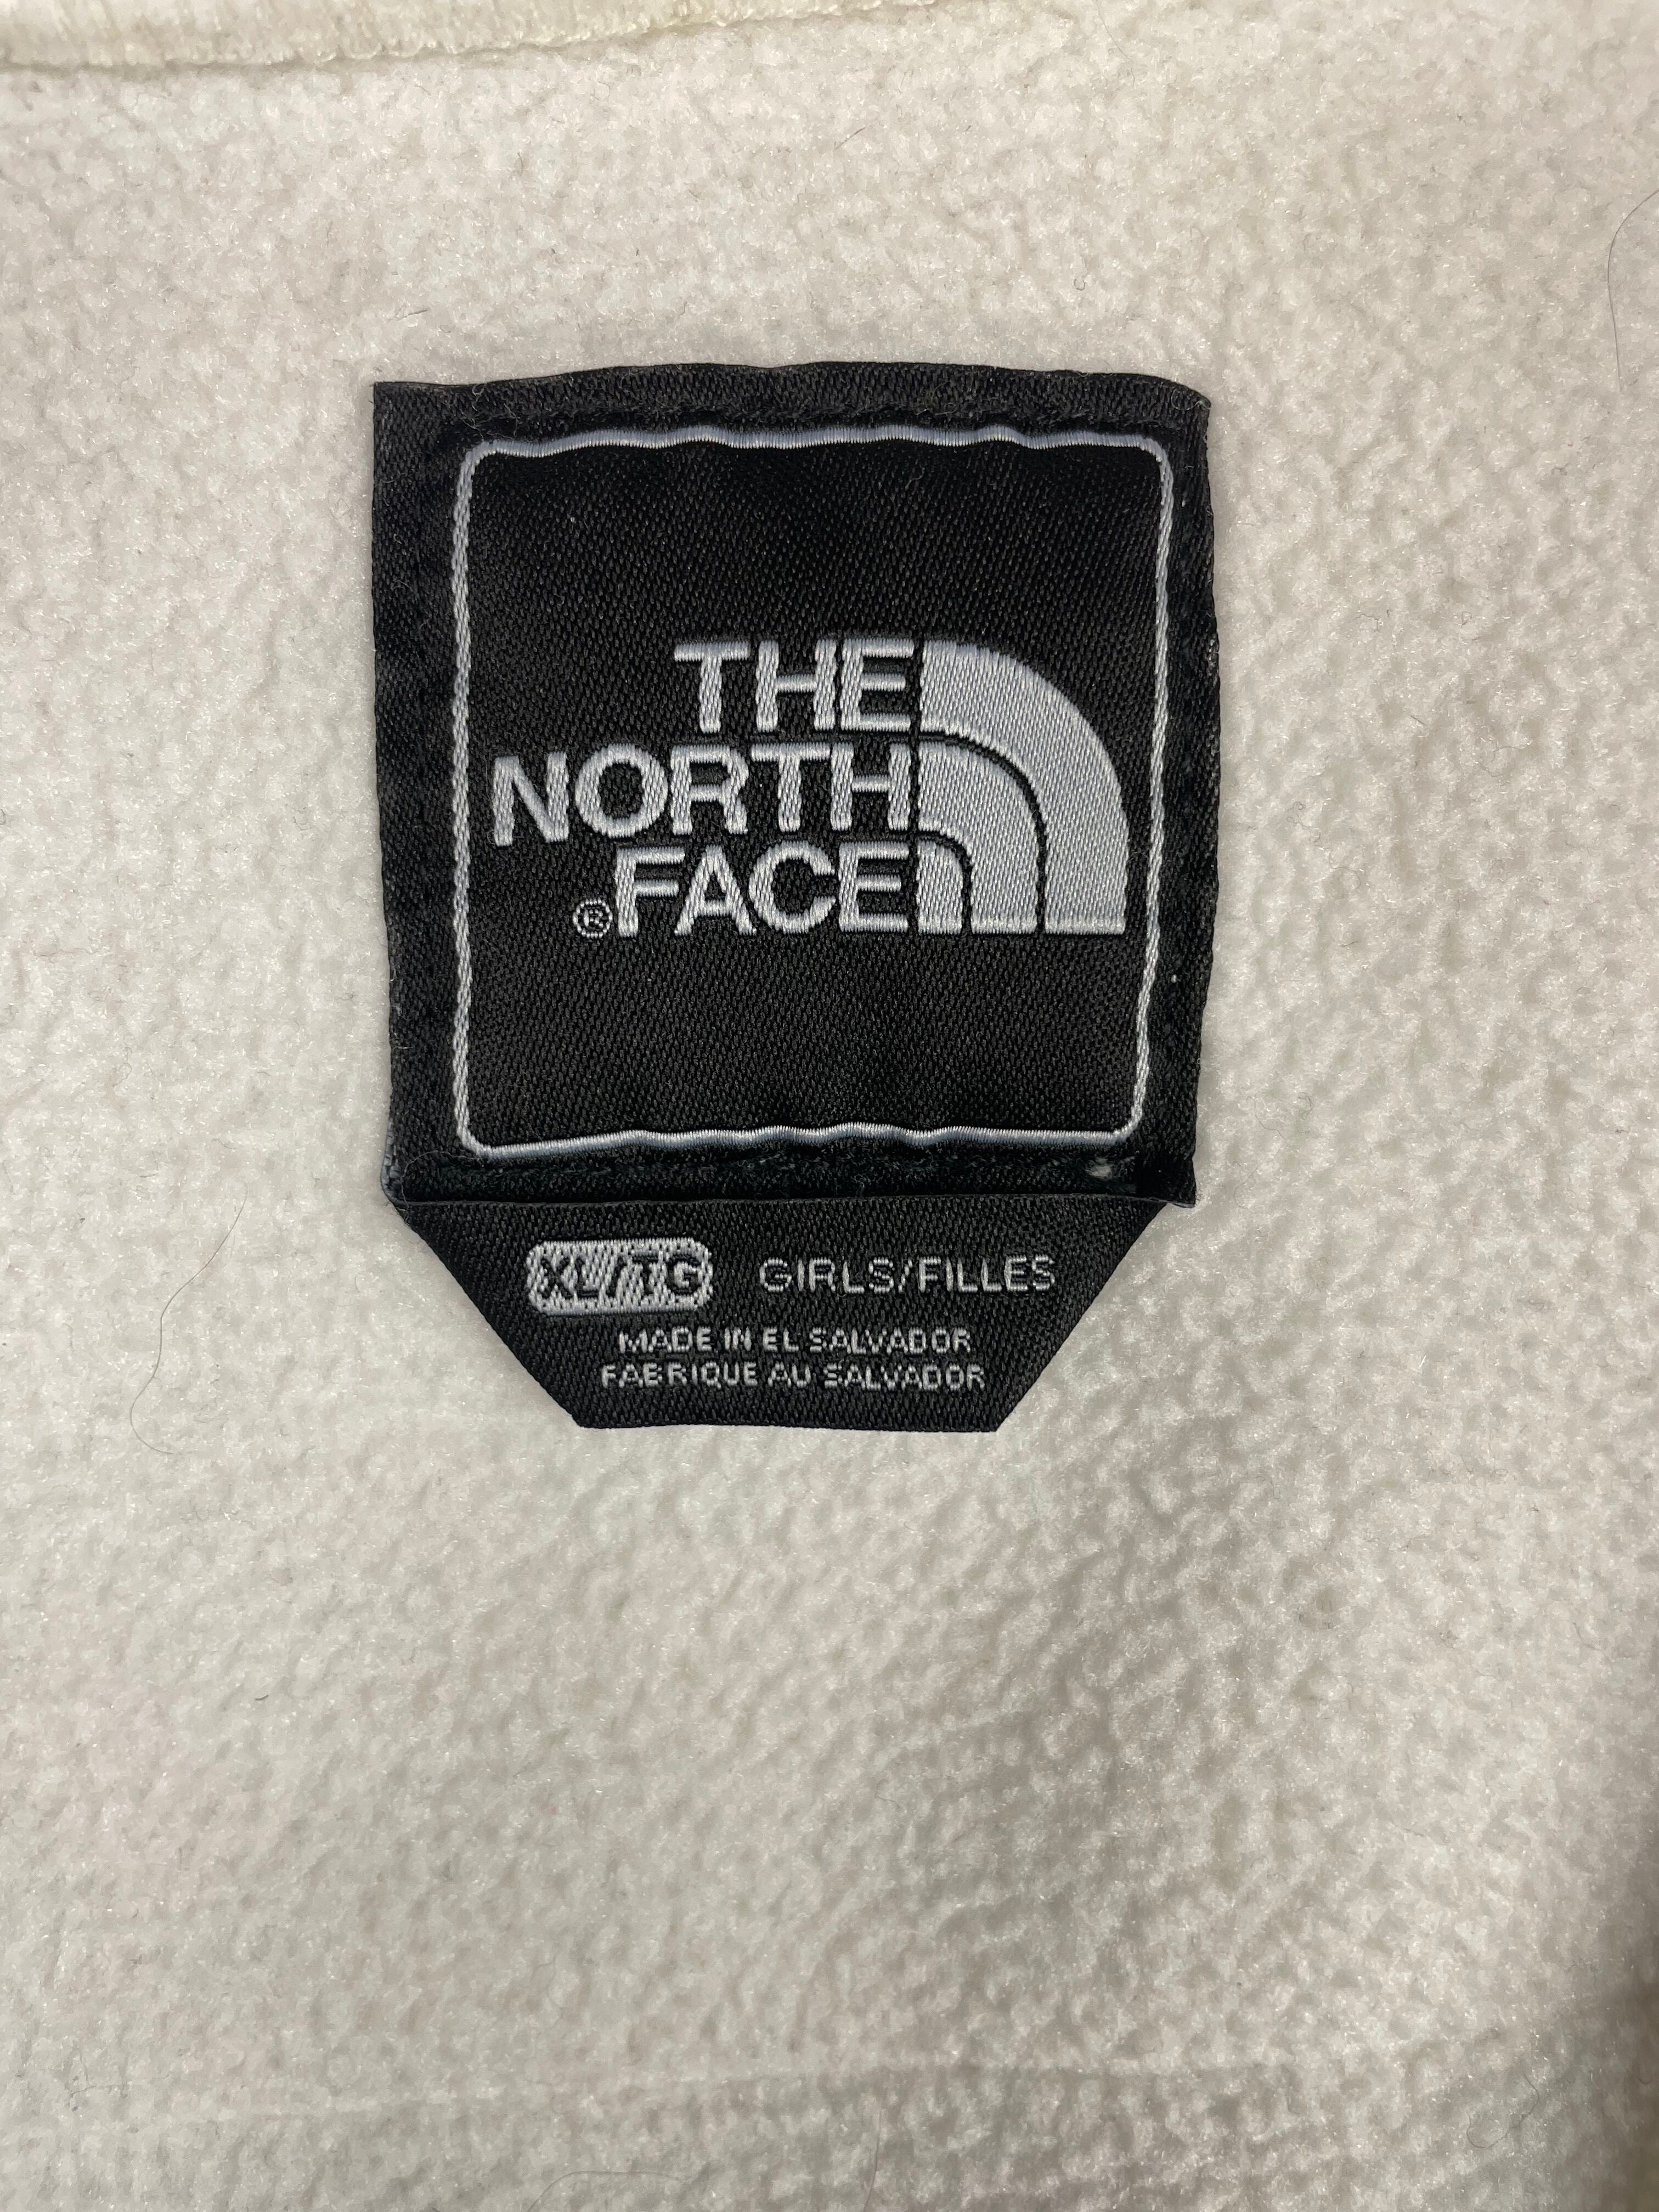 THE
NORTH
®FACE
XL/TG GIRLS/FILLES
MADE IN EL SALVADOR
FABRIQUE AU SALVADOR